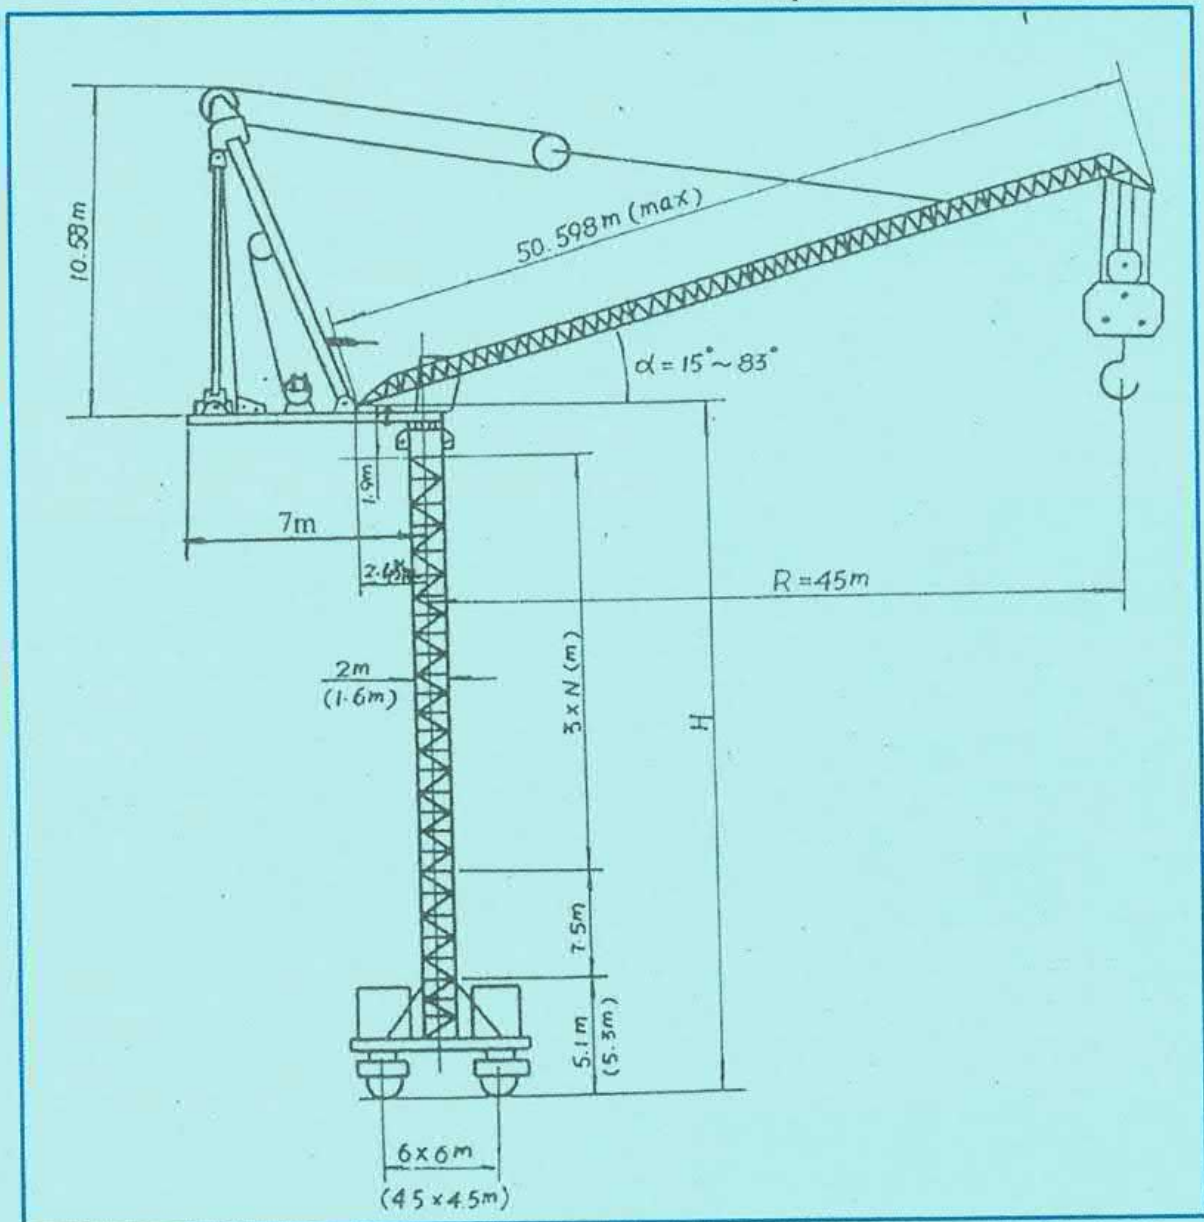 10.58m
50.598m (max)
α = 15°~83°
1.9m
7m
R = 45m
2m
(1.6m)
3 x N (m)
H
7.5m
5.1m
(5.3m)
6 x 6m
(4.5 x 4.5m)